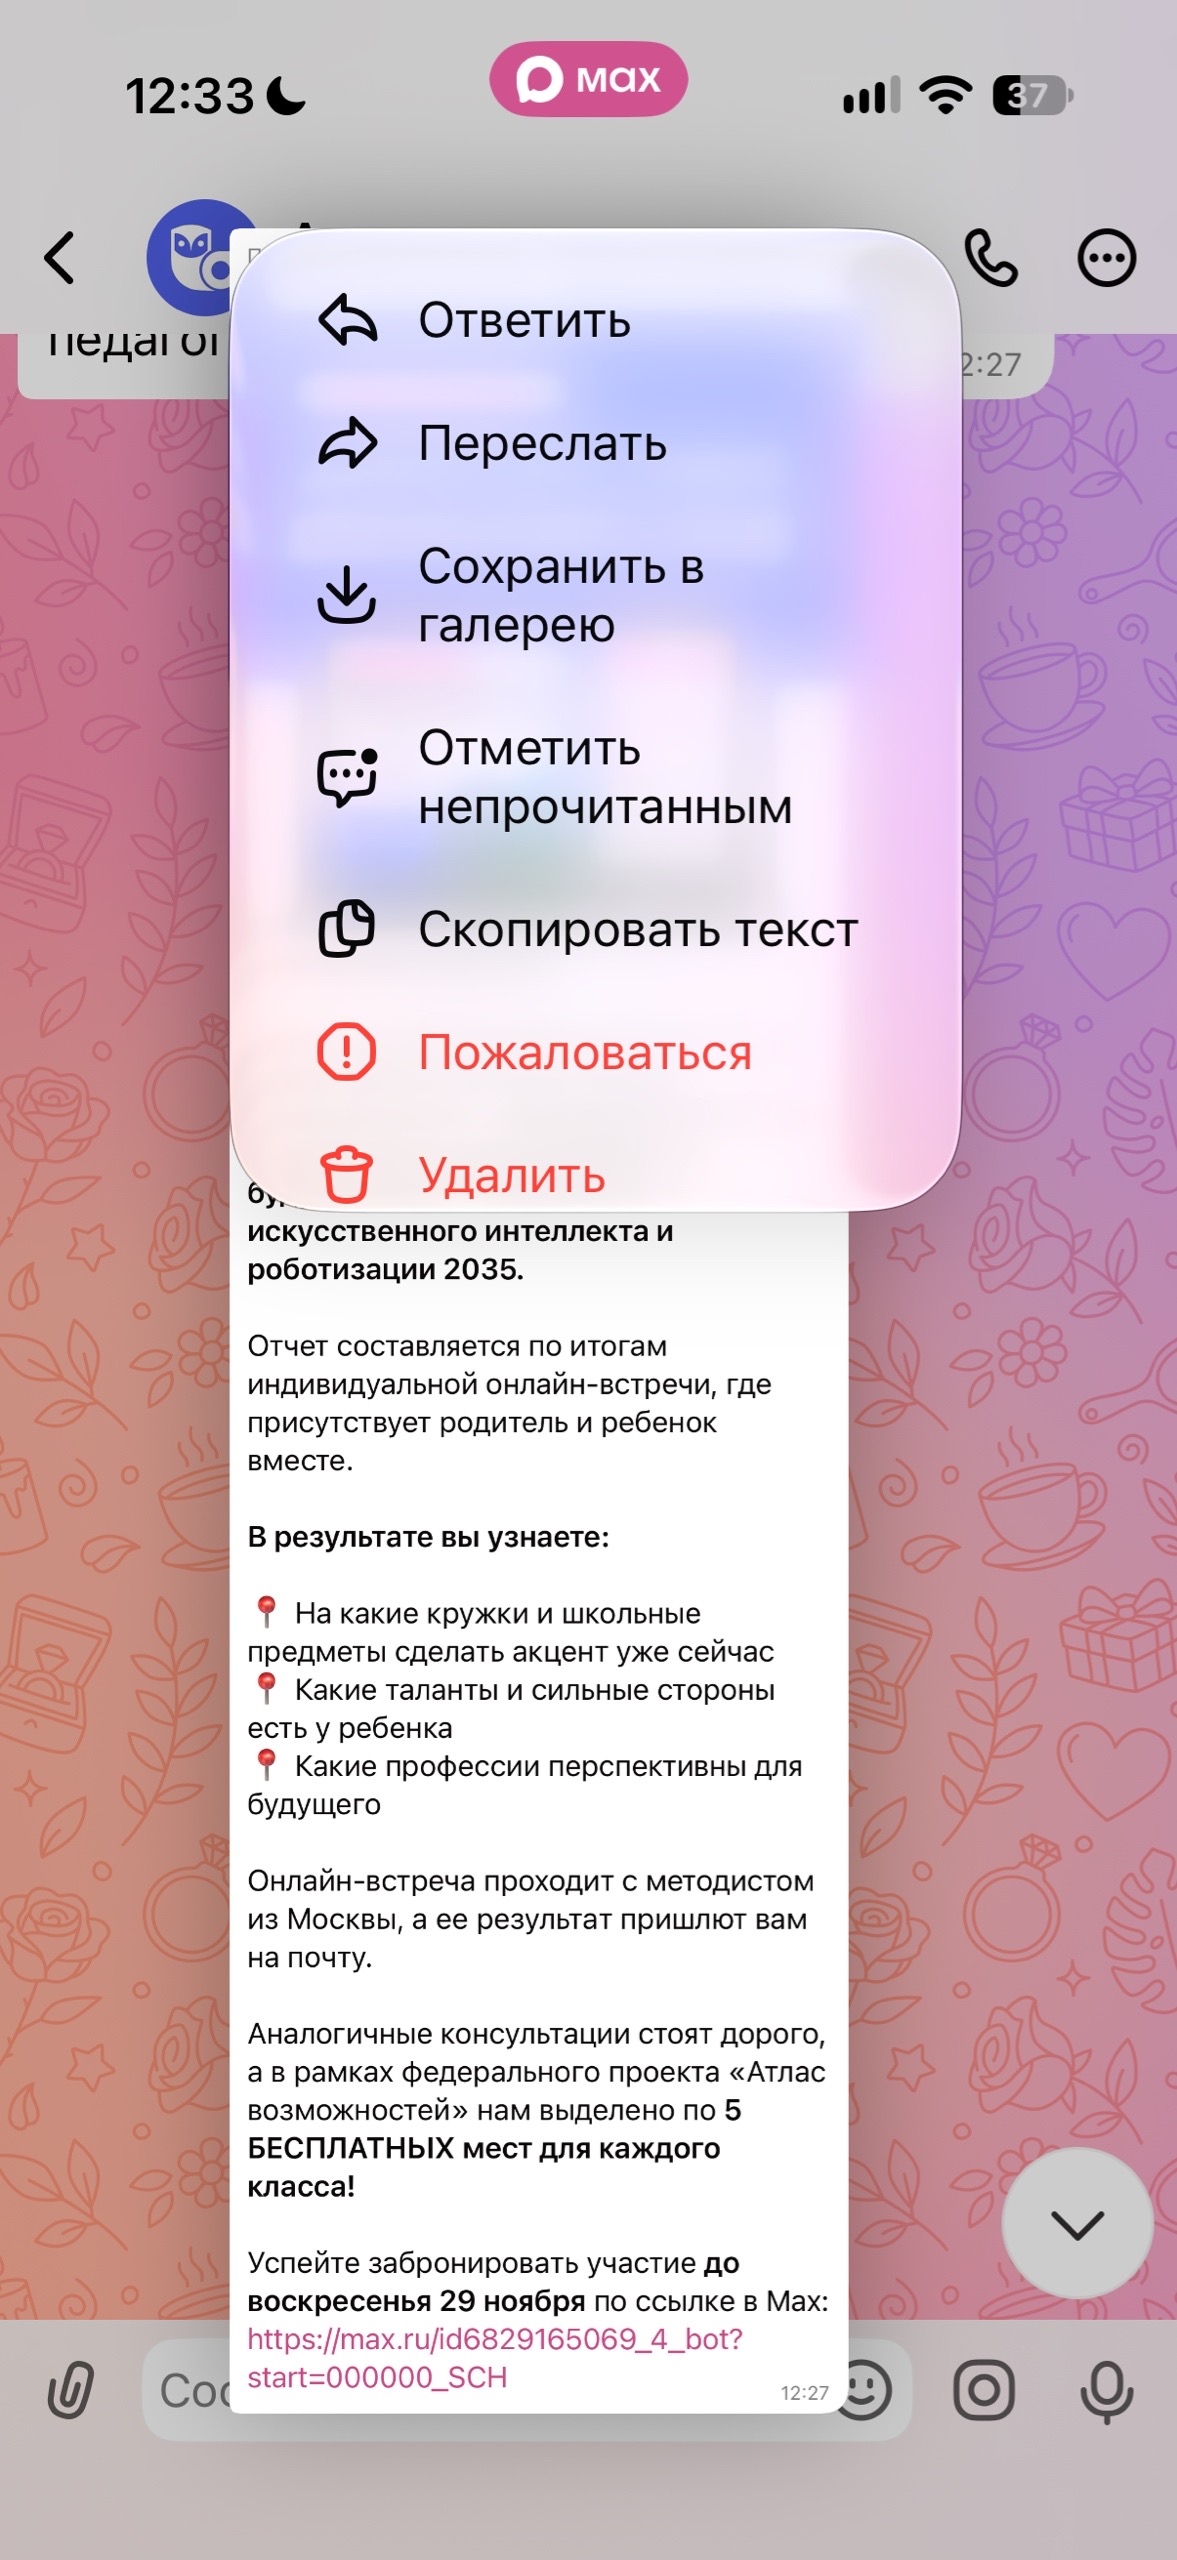 12:33
мах
37
2:27
Ответить
Переслать
Сохранить в
галерею
Отметить
непрочитанным
Скопировать текст
Пожаловаться
Удалить
искусственного интеллекта и
роботизации 2035.
Отчет составляется по итогам
индивидуальной онлайн-встречи, где
присутствует родитель и ребенок
вместе.
В результате вы узнаете:
📍 На какие кружки и школьные
предметы сделать акцент уже сейчас
📍 Какие таланты и сильные стороны
есть у ребенка
📍 Какие профессии перспективны для
будущего
Онлайн-встреча проходит с методистом
из Москвы, а ее результат пришлют вам
на почту.
Аналогичные консультации стоят дорого,
а в рамках федерального проекта «Атлас
возможностей» нам выделено по 5
БЕСПЛАТНЫХ мест для каждого
класса!
Успейте забронировать участие до
воскресенья 29 ноября по ссылке в Max:
https://max.ru/id6829165069_4_bot?
start=000000_SCH
12:27